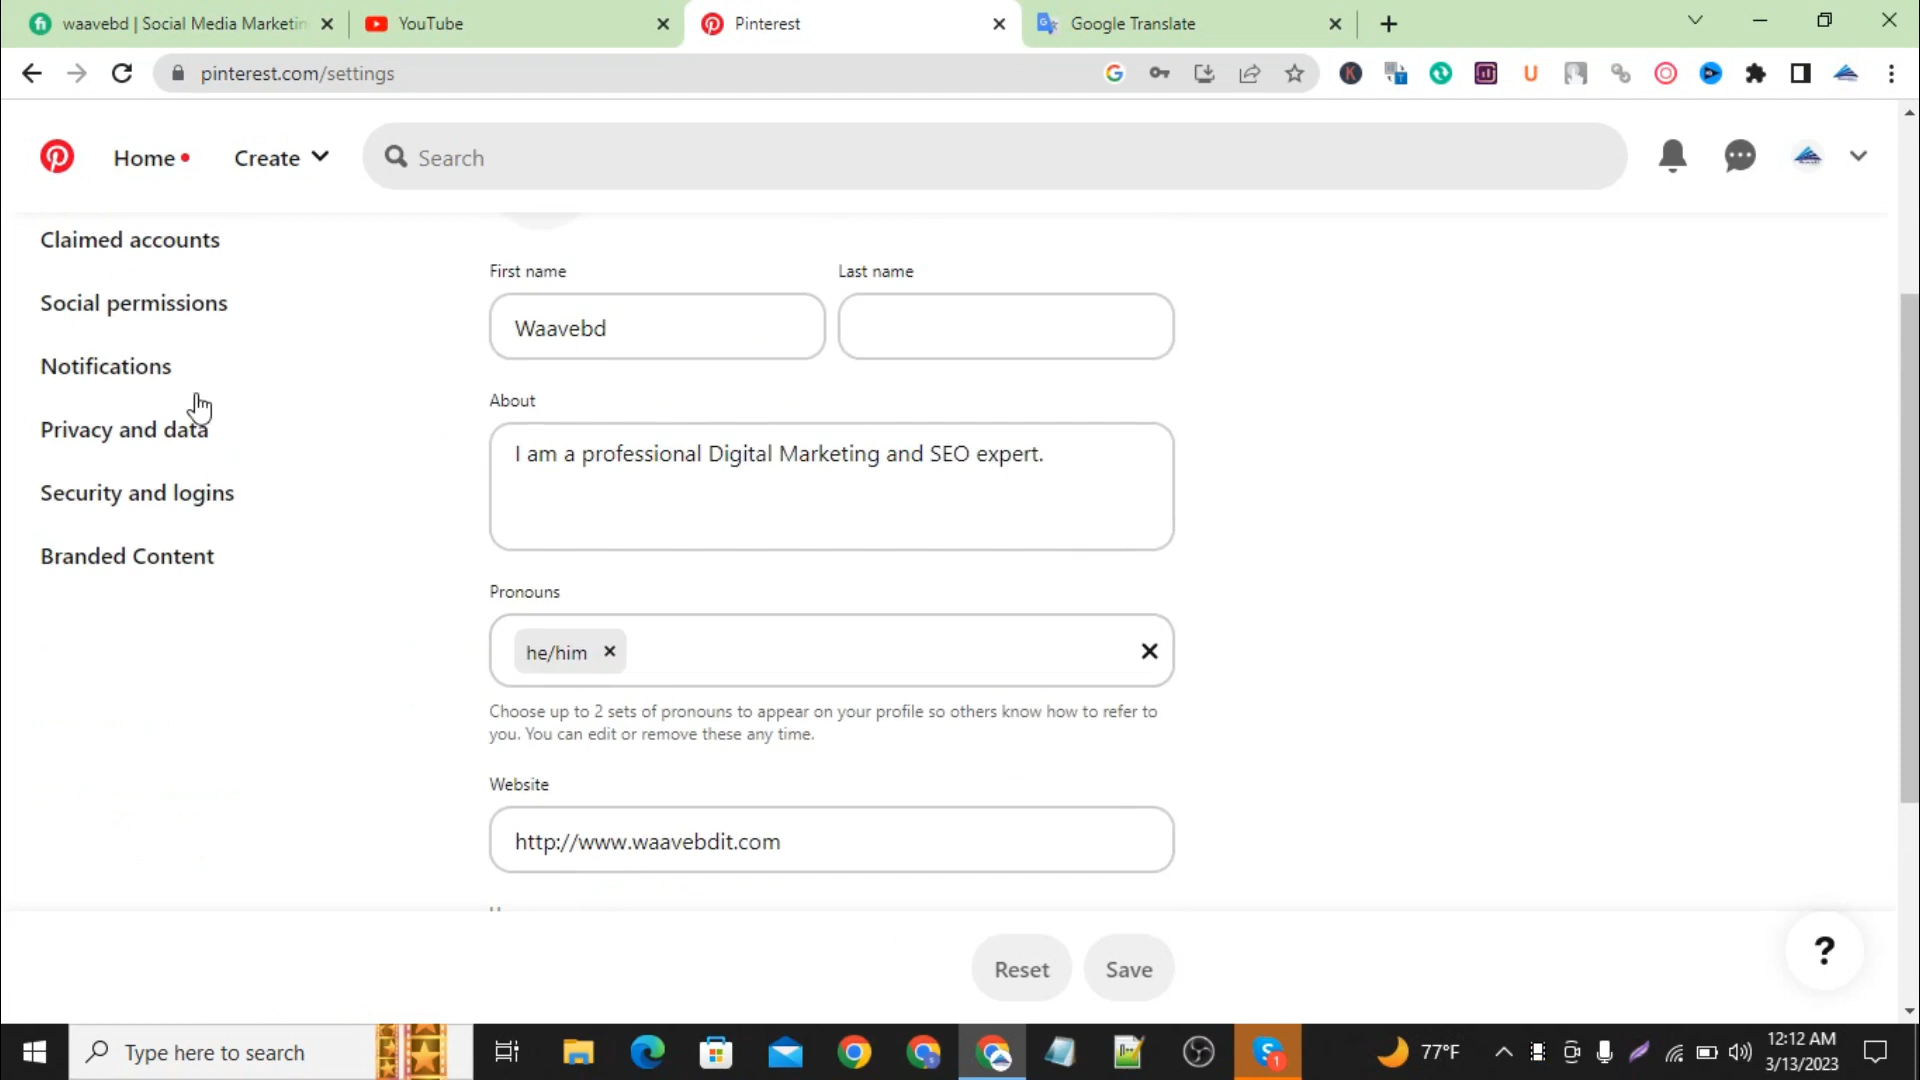 waavebd | Social Media Marketin
YouTube
Pinterest
Google Translate
pinterest.com/settings
Home
Create
Search
Claimed accounts
Social permissions
Notifications
Privacy and data
Security and logins
Branded Content
First name
Last name
Waavebd
About
I am a professional Digital Marketing and SEO expert.
Pronouns
he/him
Choose up to 2 sets of pronouns to appear on your profile so others know how to refer to
you. You can edit or remove these any time.
Website
http://www.waavebdit.com
Reset
Save
?
Type here to search
77°F
12:12 AM
3/13/2023